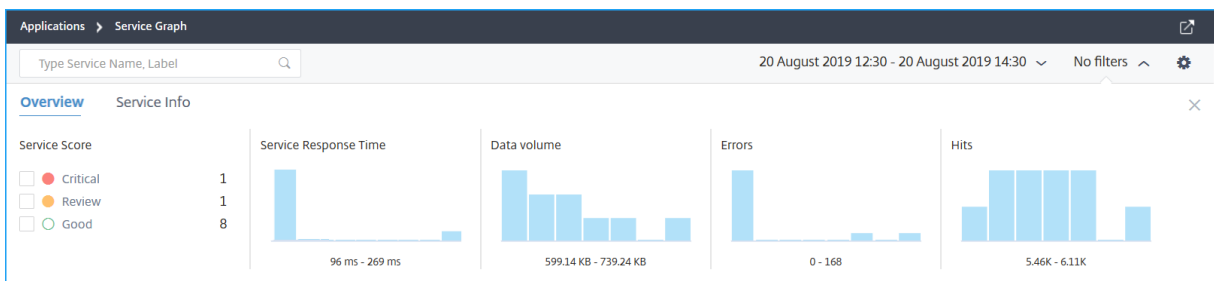 Applications > Service Graph
Type Service Name, Label
20 August 2019 12:30 - 20 August 2019 14:30
No filters
Overview
Service Info
Service Score
Critical 1
Review 1
Good 8
Service Response Time
96 ms - 269 ms
Data volume
599.14 KB - 739.24 KB
Errors
0 - 168
Hits
5.46K - 6.11K